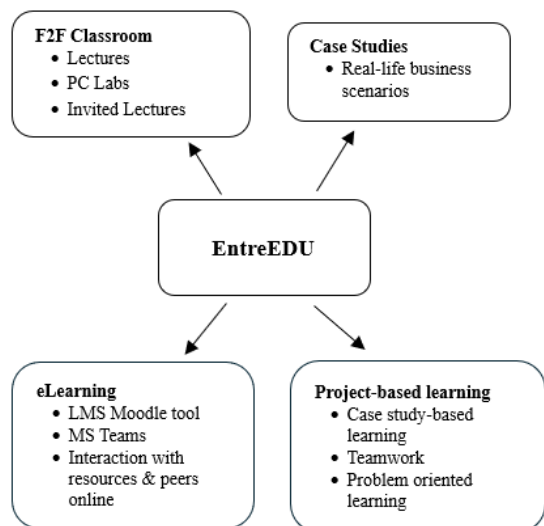 F2F Classroom
• Lectures
• PC Labs
• Invited Lectures
Case Studies
• Real-life business
scenarios
EntreEDU
eLearning
• LMS Moodle tool
• MS Teams
• Interaction with
resources & peers
online
Project-based learning
• Case study-based
learning
• Teamwork
• Problem oriented
learning